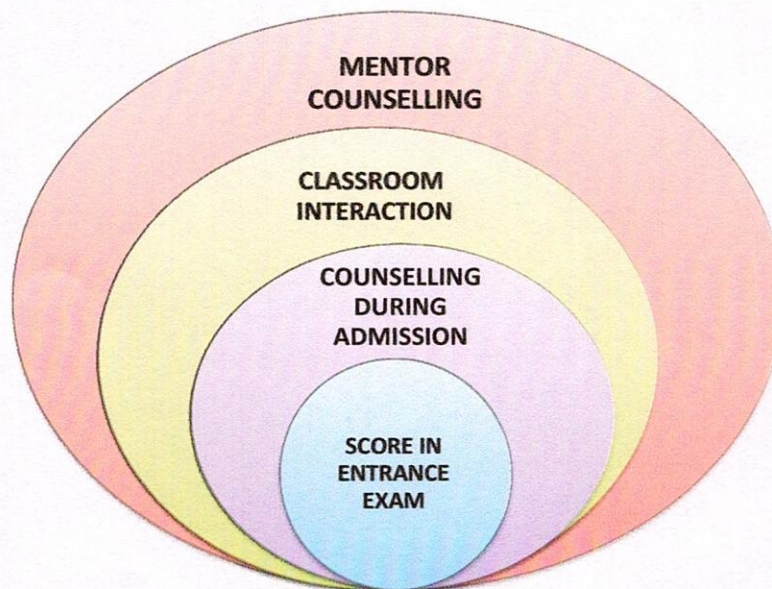 MENTOR
COUNSELLING
CLASSROOM
INTERACTION
COUNSELLING
DURING
ADMISSION
SCORE IN
ENTRANCE
EXAM